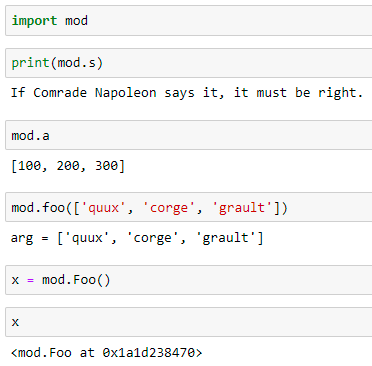 import mod
print(mod.s)
If Comrade Napoleon says it, it must be right.
mod.a
[100, 200, 300]
mod.foo(['quux', 'corge', 'grault'])
arg = ['quux', 'corge', 'grault']
x = mod.Foo()
x
<mod.Foo at 0x1a1d238470>